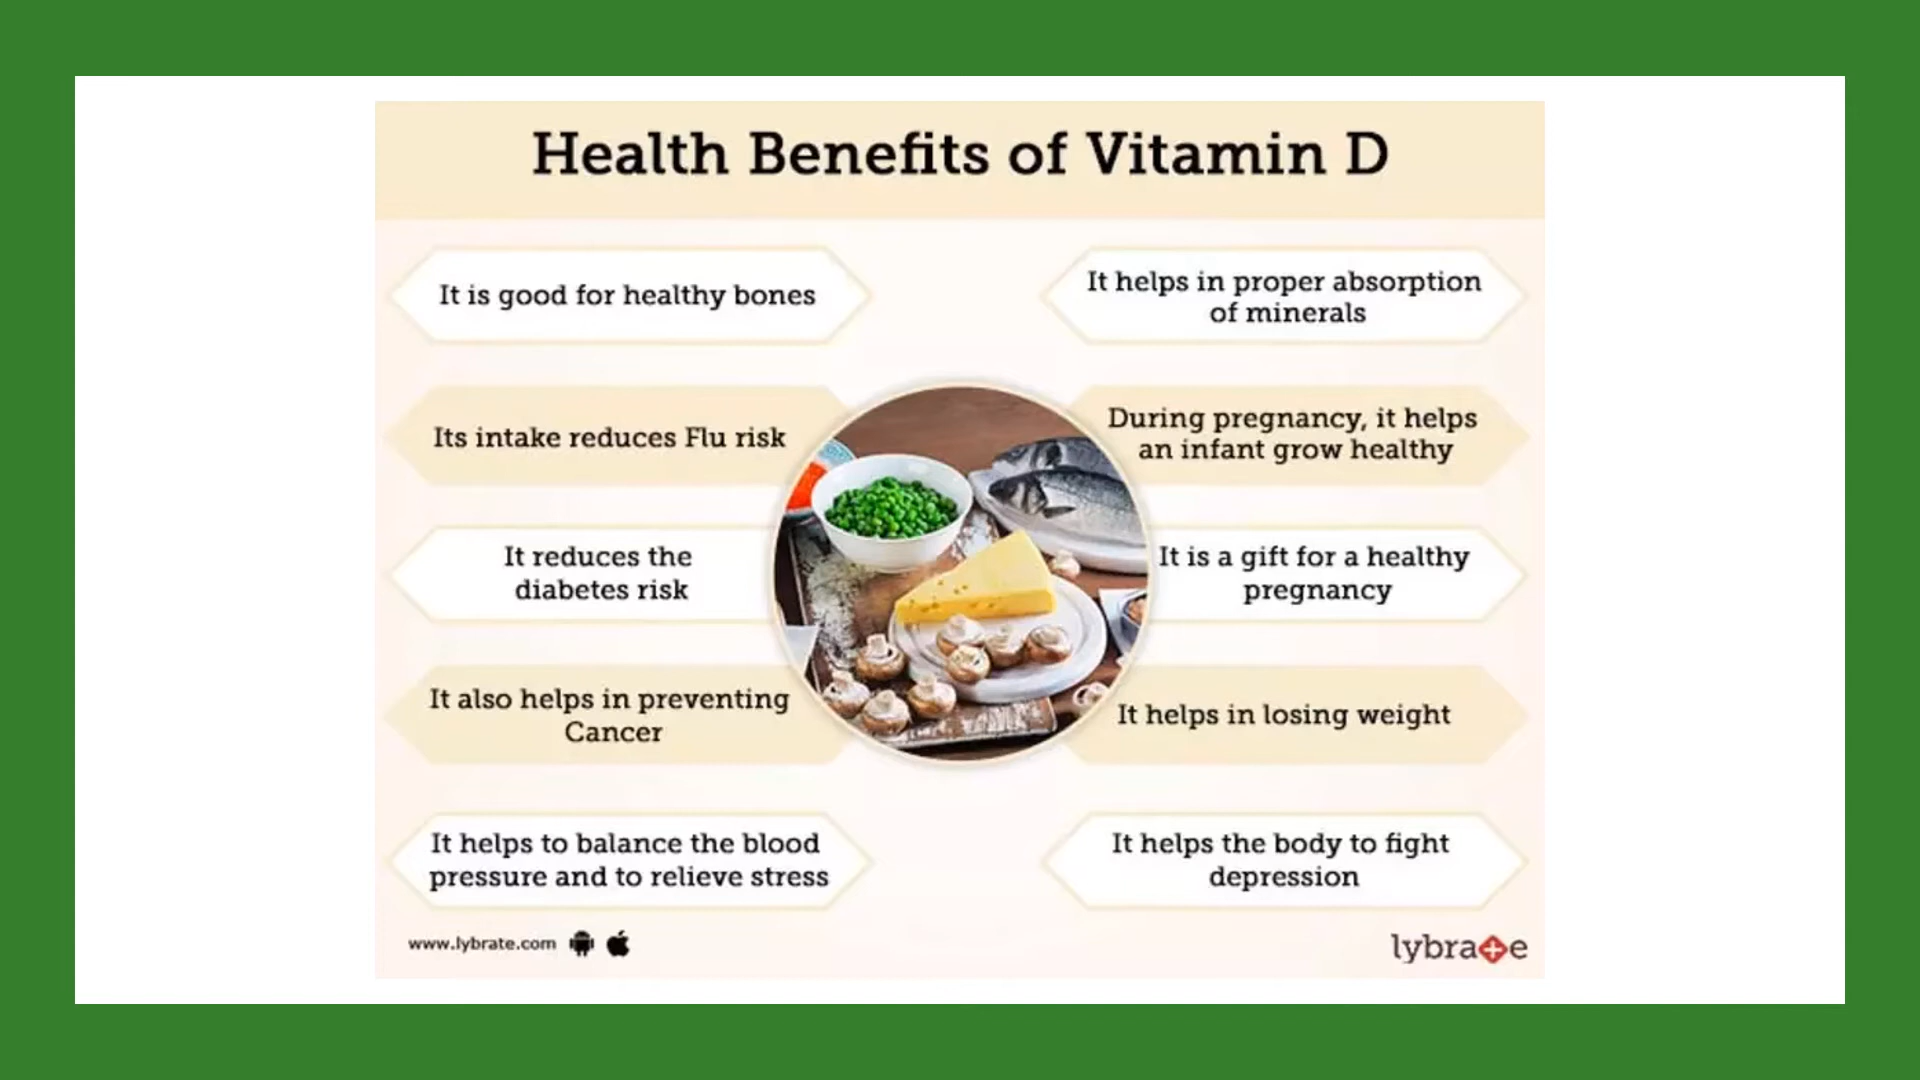 Health Benefits of Vitamin D
It is good for healthy bones
It helps in proper absorption
of minerals
Its intake reduces Flu risk
During pregnancy, it helps
an infant grow healthy
It reduces the
diabetes risk
It is a gift for a healthy
pregnancy
It also helps in preventing
Cancer
It helps in losing weight
It helps to balance the blood
pressure and to relieve stress
It helps the body to fight
depression
www.lybrate.com
lybrate